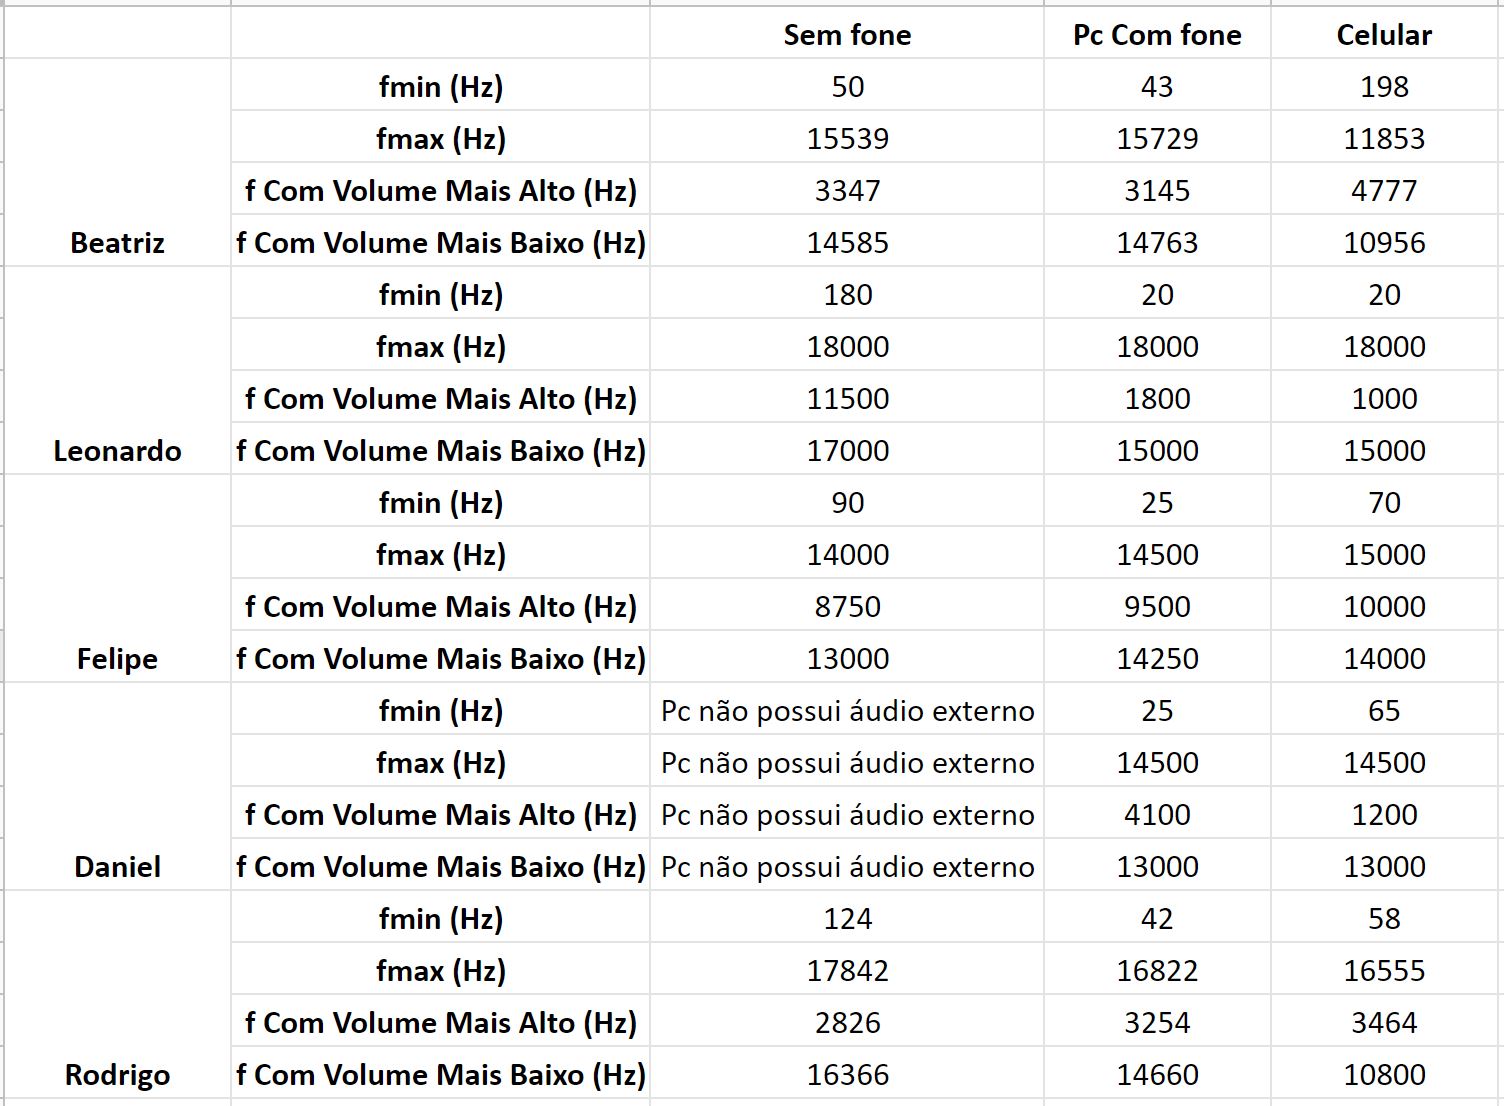 Sem fone Pc Com fone Celular
fmin (Hz) 50 43 198
fmax (Hz) 15539 15729 11853
f Com Volume Mais Alto (Hz) 3347 3145 4777
Beatriz f Com Volume Mais Baixo (Hz) 14585 14763 10956
fmin (Hz) 180 20 20
fmax (Hz) 18000 18000 18000
f Com Volume Mais Alto (Hz) 11500 1800 1000
Leonardo f Com Volume Mais Baixo (Hz) 17000 15000 15000
fmin (Hz) 90 25 70
fmax (Hz) 14000 14500 15000
f Com Volume Mais Alto (Hz) 8750 9500 10000
Felipe f Com Volume Mais Baixo (Hz) 13000 14250 14000
fmin (Hz) Pc não possui áudio externo 25 65
fmax (Hz) Pc não possui áudio externo 14500 14500
f Com Volume Mais Alto (Hz) Pc não possui áudio externo 4100 1200
Daniel f Com Volume Mais Baixo (Hz) Pc não possui áudio externo 13000 13000
fmin (Hz) 124 42 58
fmax (Hz) 17842 16822 16555
f Com Volume Mais Alto (Hz) 2826 3254 3464
Rodrigo f Com Volume Mais Baixo (Hz) 16366 14660 10800